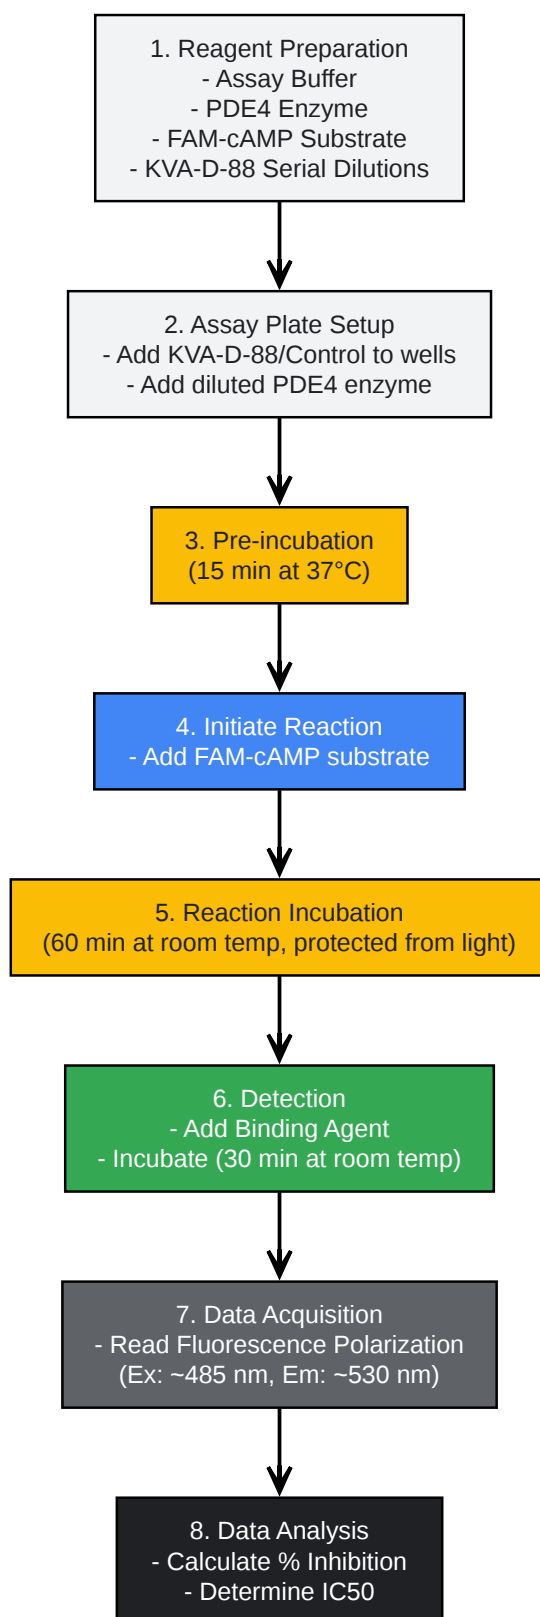 1. Reagent Preparation
- Assay Buffer
- PDE4 Enzyme
- FAM-cAMP Substrate
- KVA-D-88 Serial Dilutions
2. Assay Plate Setup
- Add KVA-D-88/Control to wells
- Add diluted PDE4 enzyme
3. Pre-incubation
(15 min at 37°C)
4. Initiate Reaction
- Add FAM-cAMP substrate
5. Reaction Incubation
(60 min at room temp, protected from light)
6. Detection
- Add Binding Agent
- Incubate (30 min at room temp)
7. Data Acquisition
- Read Fluorescence Polarization
(Ex: ~485 nm, Em: ~530 nm)
8. Data Analysis
- Calculate % Inhibition
- Determine IC50